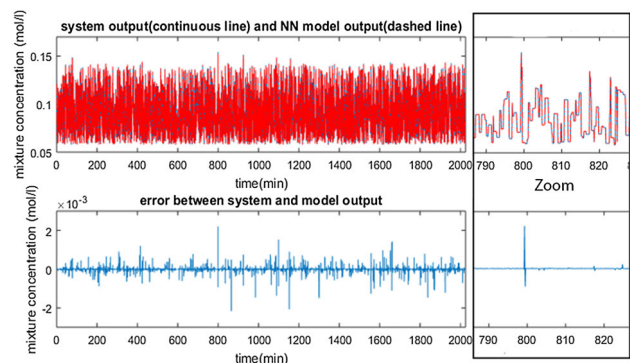 system output(continuous line) and NN model output(dashed line)
mixture concentration (mol/l)
0.15
0.1
0.05
0 200 400 600 800 1000 1200 1400 1600 1800 2000
time(min)
790 800 810 820
Zoom
error between system and model output
×10⁻³
mixture concentration (mol/l)
2
0
-2
0 200 400 600 800 1000 1200 1400 1600 1800 2000
time(min)
790 800 810 820